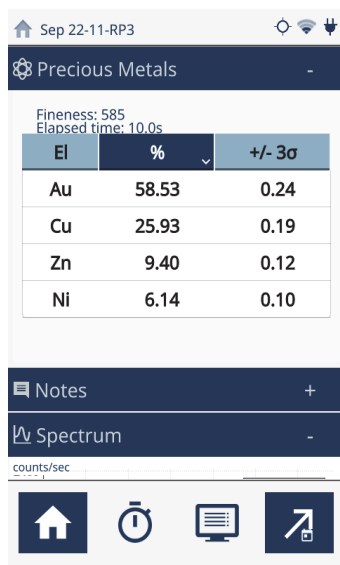 Sep 22-11-RP3
Precious Metals -
Fineness: 585
Elapsed time: 10.0s
El % +/- 3σ
Au 58.53 0.24
Cu 25.93 0.19
Zn 9.40 0.12
Ni 6.14 0.10
Notes +
Spectrum -
counts/sec